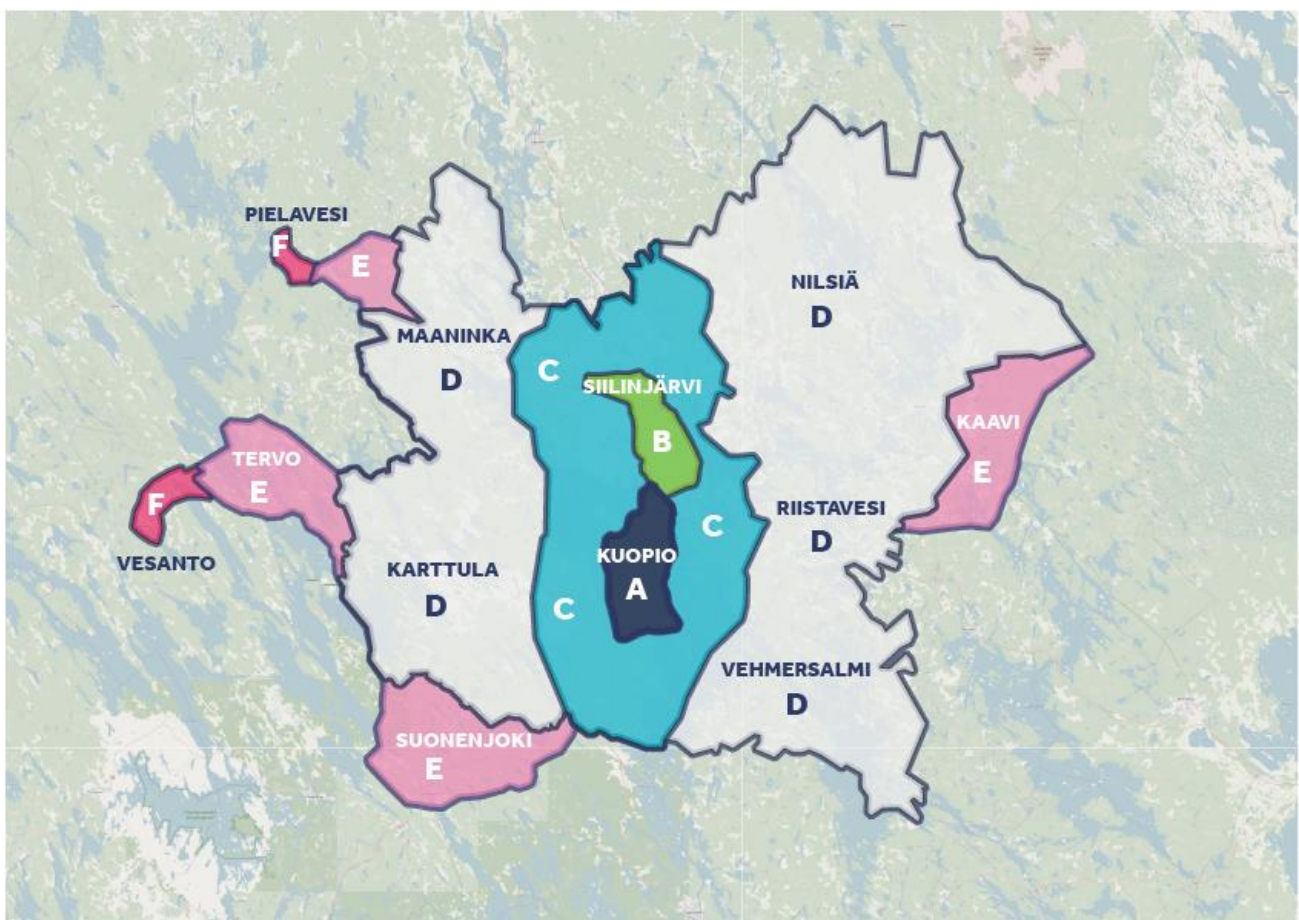 PIELAVESI
F
E
NILSIÄ
D
MAANINKA
D
C
SIILINJÄRVI
B
KAAVI
E
TERVO
E
F
VESANTO
RIISTAVESI
D
C
KUOPIO
A
KARTTULA
D
C
VEHMERSALMI
D
SUONENJOKI
E